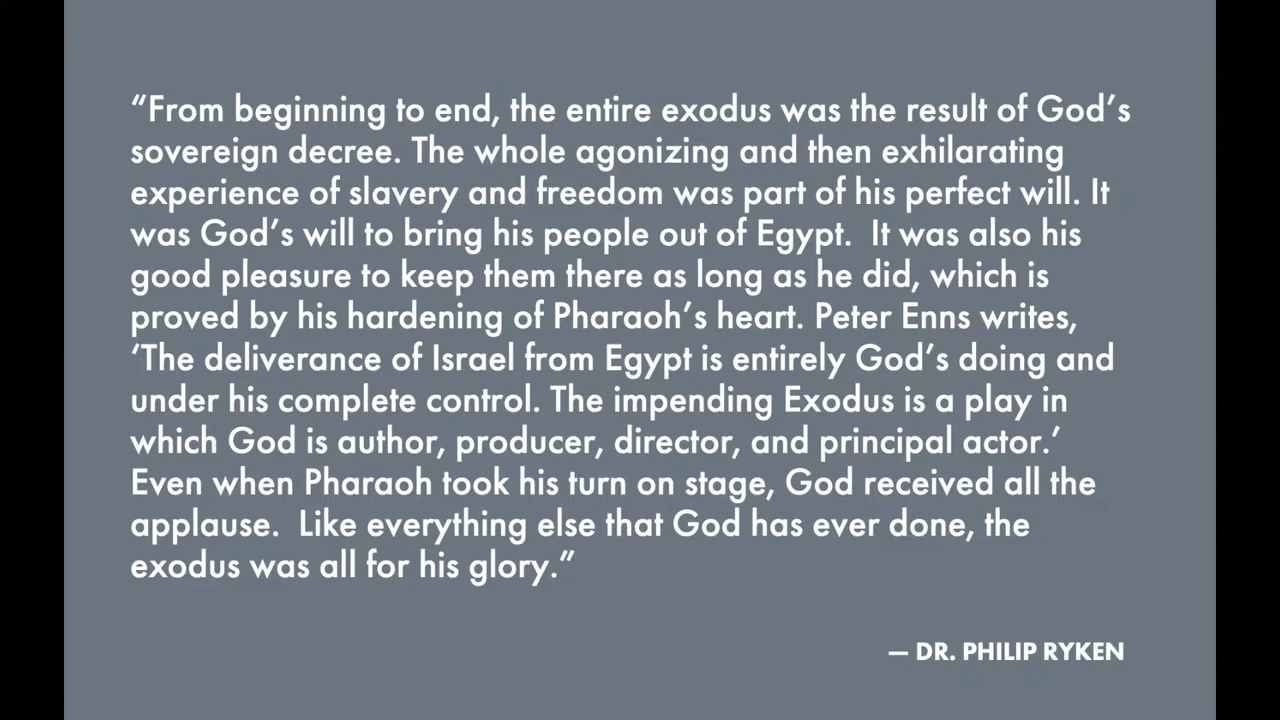 “From beginning to end, the entire exodus was the result of God’s
sovereign decree. The whole agonizing and then exhilarating
experience of slavery and freedom was part of his perfect will. It
was God’s will to bring his people out of Egypt.  It was also his
good pleasure to keep them there as long as he did, which is
proved by his hardening of Pharaoh’s heart. Peter Enns writes,
‘The deliverance of Israel from Egypt is entirely God’s doing and
under his complete control. The impending Exodus is a play in
which God is author, producer, director, and principal actor.’
Even when Pharaoh took his turn on stage, God received all the
applause.  Like everything else that God has ever done, the
exodus was all for his glory.”
— DR. PHILIP RYKEN